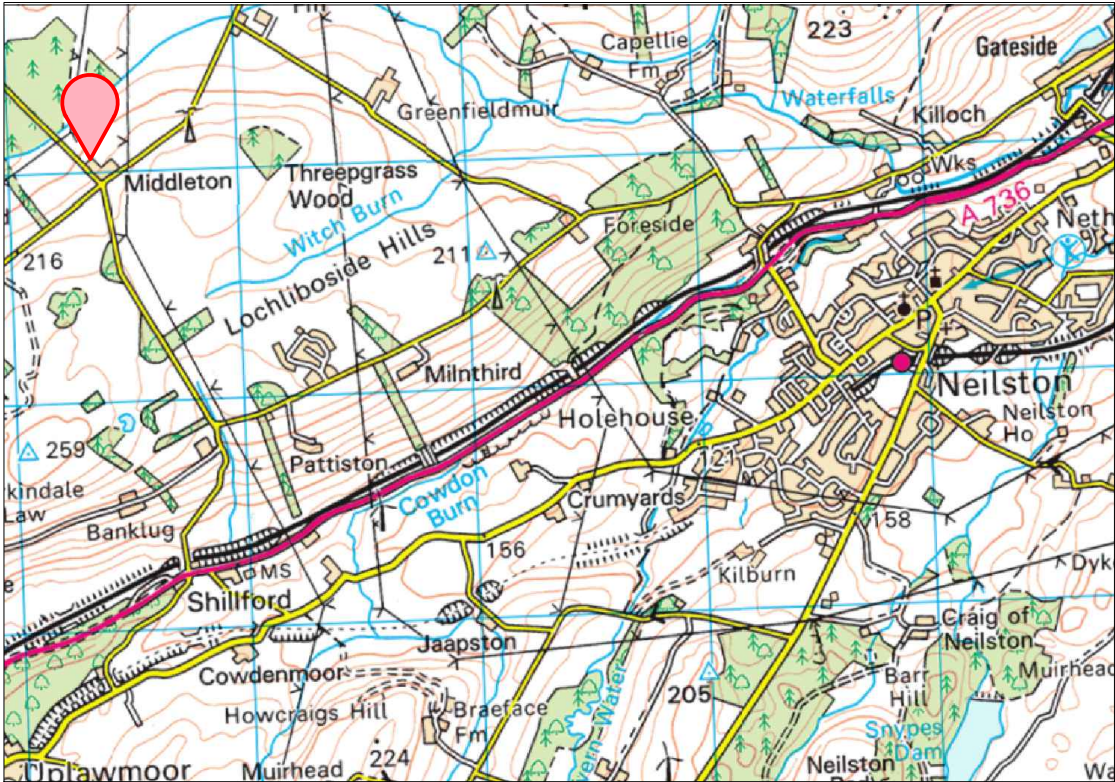 223
Capellie
Fm
Gateside
Waterfalls
Killoch
Greenfieldmuir
Wks
Middleton
Threepgrass
Wood
Witch Burn
A 736
Foreside
Neth
216
211
Lochliboside Hills
P
Milnthird
Neilston
Holehouse
Neilston
Ho
259
121
Pattiston
kindale
Law
Crumyards
Cowdon
Burn
Banklug
158
156
MS
Kilburn
Dyke
e
Shillford
Craig of
Neilston
Jaapston
Muirhead
Cowdenmoor
Barr
Hill
205
Howcraigs Hill
Braeface
Fm
Snypes
Dam
vern Water
224
Uplawmoor
Muirhead
Neilston